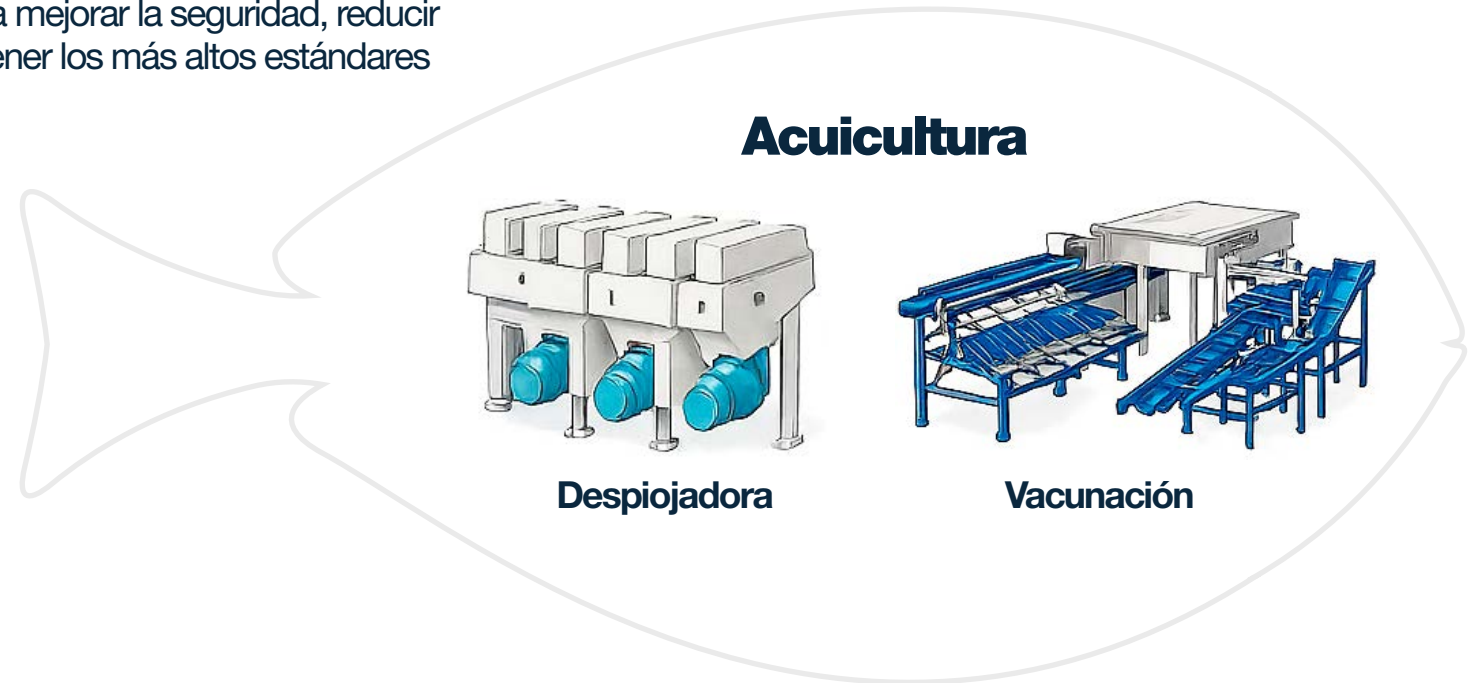 a mejorar la seguridad, reducir
ener los más altos estándares
Acuicultura
Despiojadora
Vacunación